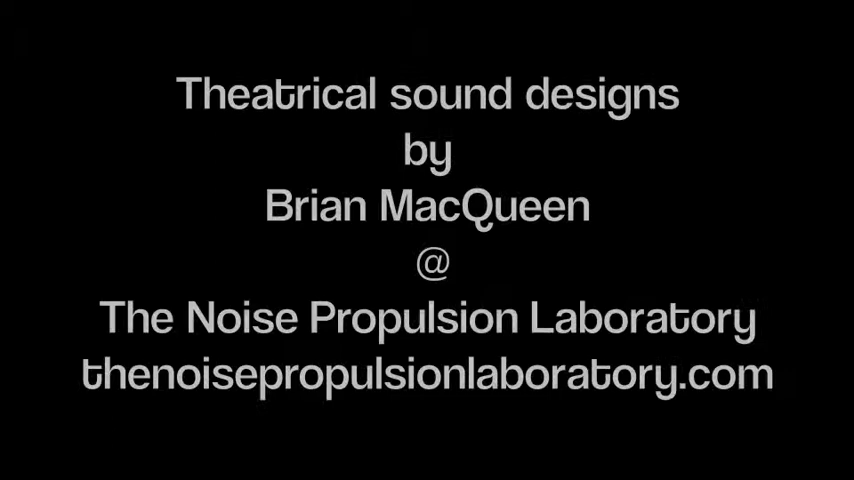 Theatrical sound designs
by
Brian MacQueen
@
The Noise Propulsion Laboratory
thenoisepropulsionlaboratory.com